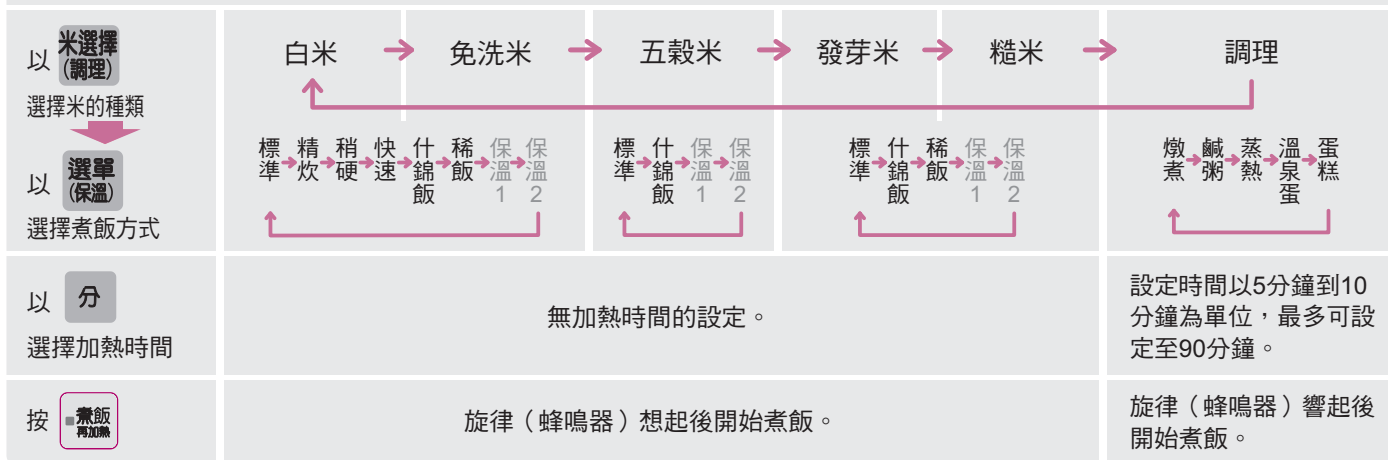 以 米選擇(調理)
選擇米的種類
白米 → 免洗米 → 五穀米 → 發芽米 → 糙米 → 調理
以 選單(保溫)
選擇煮飯方式
標準→精炊→稍硬→快速→什錦飯→稀飯→保溫1→保溫2
標準→什錦飯→保溫1→保溫2
標準→什錦飯→稀飯→保溫1→保溫2
燉煮→鹹粥→蒸熱→溫泉蛋→蛋糕
以 分
選擇加熱時間
無加熱時間的設定。
設定時間以5分鐘到10
分鐘為單位，最多可設
定至90分鐘。
按 ■煮飯 再加熱
旋律（蜂鳴器）想起後開始煮飯。
旋律（蜂鳴器）響起後
開始煮飯。